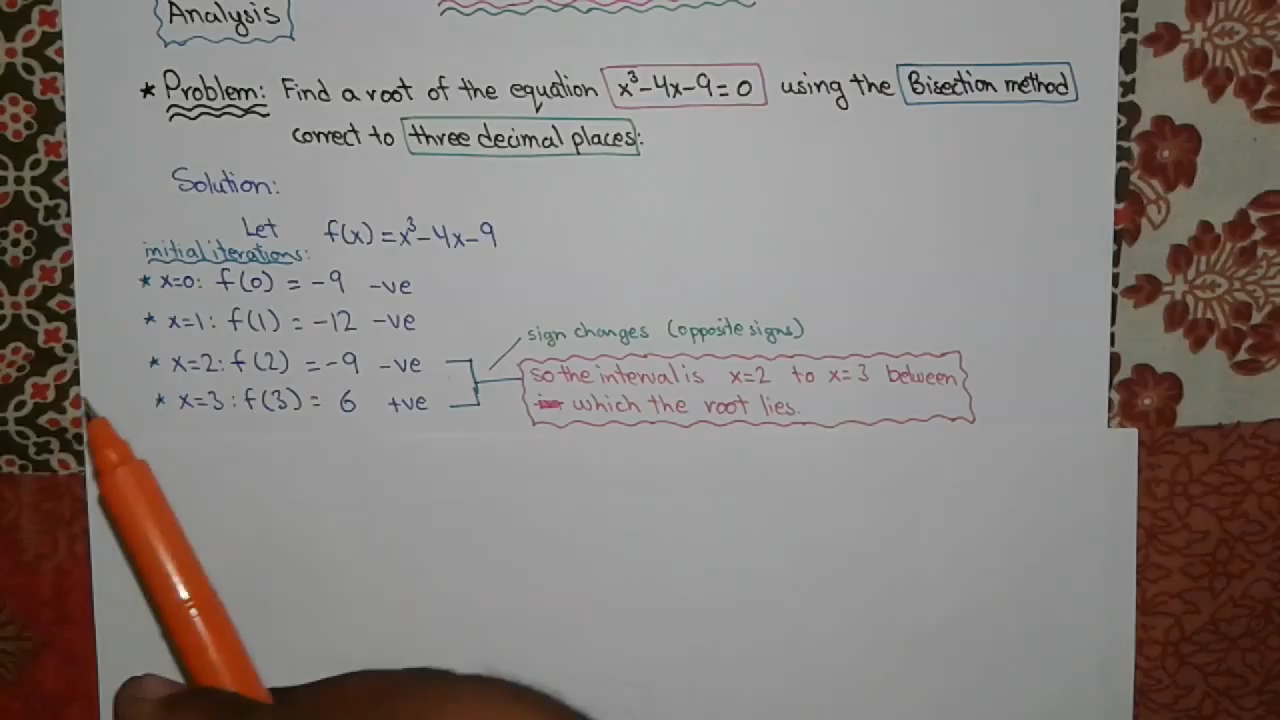 Analysis
* Problem: Find a root of the equation x³-4x-9=0 using the Bisection method
correct to three decimal places:
Solution:
Let f(x)=x³-4x-9
initial iterations:
* x=0: f(0) = -9 -ve
* x=1: f(1) = -12 -ve
sign changes (opposite signs)
* x=2: f(2) = -9 -ve
so the interval is x=2 to x=3 between
* x=3: f(3) = 6 +ve
which the root lies.